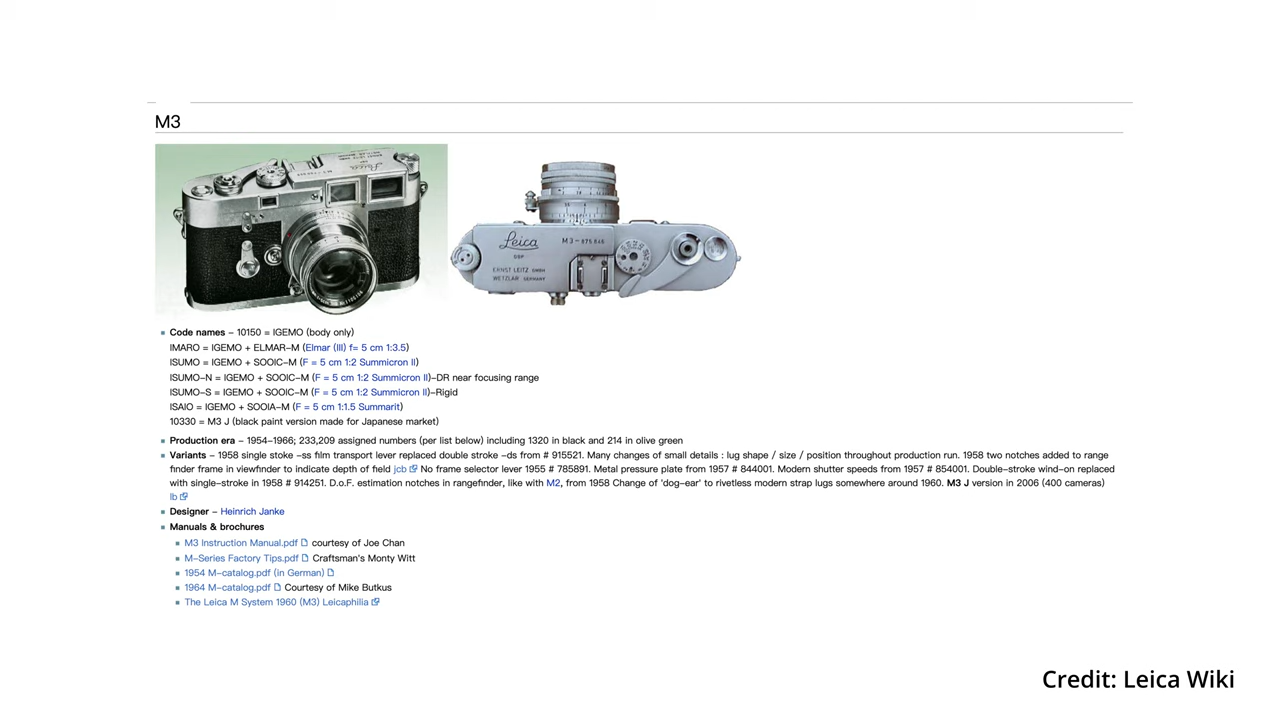 M3
Leica
M3-875 846
DBP
ERNST LEITZ GMBH
WETZLAR GERMANY
Code names – 10150 = IGEMO (body only)
IMARO = IGEMO + ELMAR-M (Elmar (III) f= 5 cm 1:3.5)
ISUMO = IGEMO + SOOIC-M (F = 5 cm 1:2 Summicron II)
ISUMO-N = IGEMO + SOOIC-M (F = 5 cm 1:2 Summicron II)-DR near focusing range
ISUMO-S = IGEMO + SOOIC-M (F = 5 cm 1:2 Summicron II)-Rigid
ISAIO = IGEMO + SOOIA-M (F = 5 cm 1:1.5 Summarit)
10330 = M3 J (black paint version made for Japanese market)
Production era – 1954-1966; 233,209 assigned numbers (per list below) including 1320 in black and 214 in olive green
Variants – 1958 single stoke -ss film transport lever replaced double stroke -ds from # 915521. Many changes of small details : lug shape / size / position throughout production run. 1958 two notches added to range
finder frame in viewfinder to indicate depth of field jcb No frame selector lever 1955 # 785891. Metal pressure plate from 1957 # 844001. Modern shutter speeds from 1957 # 854001. Double-stroke wind-on replaced
with single-stroke in 1958 # 914251. D.o.F. estimation notches in rangefinder, like with M2, from 1958 Change of 'dog-ear' to rivetless modern strap lugs somewhere around 1960. M3 J version in 2006 (400 cameras)
lb
Designer – Heinrich Janke
Manuals & brochures
M3 Instruction Manual.pdf courtesy of Joe Chan
M-Series Factory Tips.pdf Craftsman's Monty Witt
1954 M-catalog.pdf (in German)
1964 M-catalog.pdf Courtesy of Mike Butkus
The Leica M System 1960 (M3) Leicaphilia
Credit: Leica Wiki